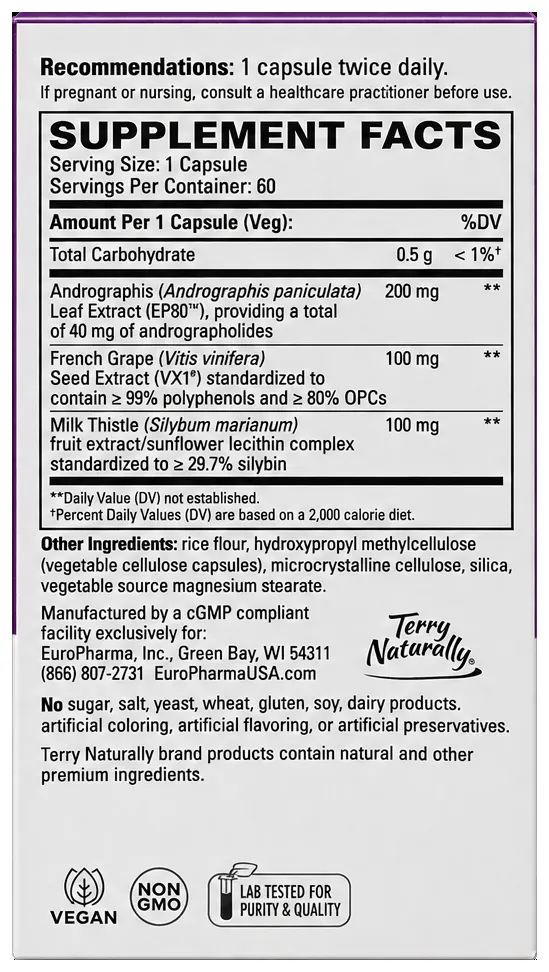 Recommendations: 1 capsule twice daily.
If pregnant or nursing, consult a healthcare practitioner before use.
SUPPLEMENT FACTS
Serving Size: 1 Capsule
Servings Per Container: 60
Amount Per 1 Capsule (Veg): %DV
Total Carbohydrate 0.5 g < 1%†
Andrographis (Andrographis paniculata) 200 mg **
Leaf Extract (EP80™), providing a total
of 40 mg of andrographolides
French Grape (Vitis vinifera) 100 mg **
Seed Extract (VX1®) standardized to
contain ≥ 99% polyphenols and ≥ 80% OPCs
Milk Thistle (Silybum marianum) 100 mg **
fruit extract/sunflower lecithin complex
standardized to ≥ 29.7% silybin
**Daily Value (DV) not established.
†Percent Daily Values (DV) are based on a 2,000 calorie diet.
Other Ingredients: rice flour, hydroxypropyl methylcellulose
(vegetable cellulose capsules), microcrystalline cellulose, silica,
vegetable source magnesium stearate.
Manufactured by a cGMP compliant
facility exclusively for:
EuroPharma, Inc., Green Bay, WI 54311
(866) 807-2731 EuroPharmaUSA.com
Terry
Naturally®
No sugar, salt, yeast, wheat, gluten, soy, dairy products.
artificial coloring, artificial flavoring, or artificial preservatives.
Terry Naturally brand products contain natural and other
premium ingredients.
VEGAN
NON
GMO
LAB TESTED FOR
PURITY & QUALITY